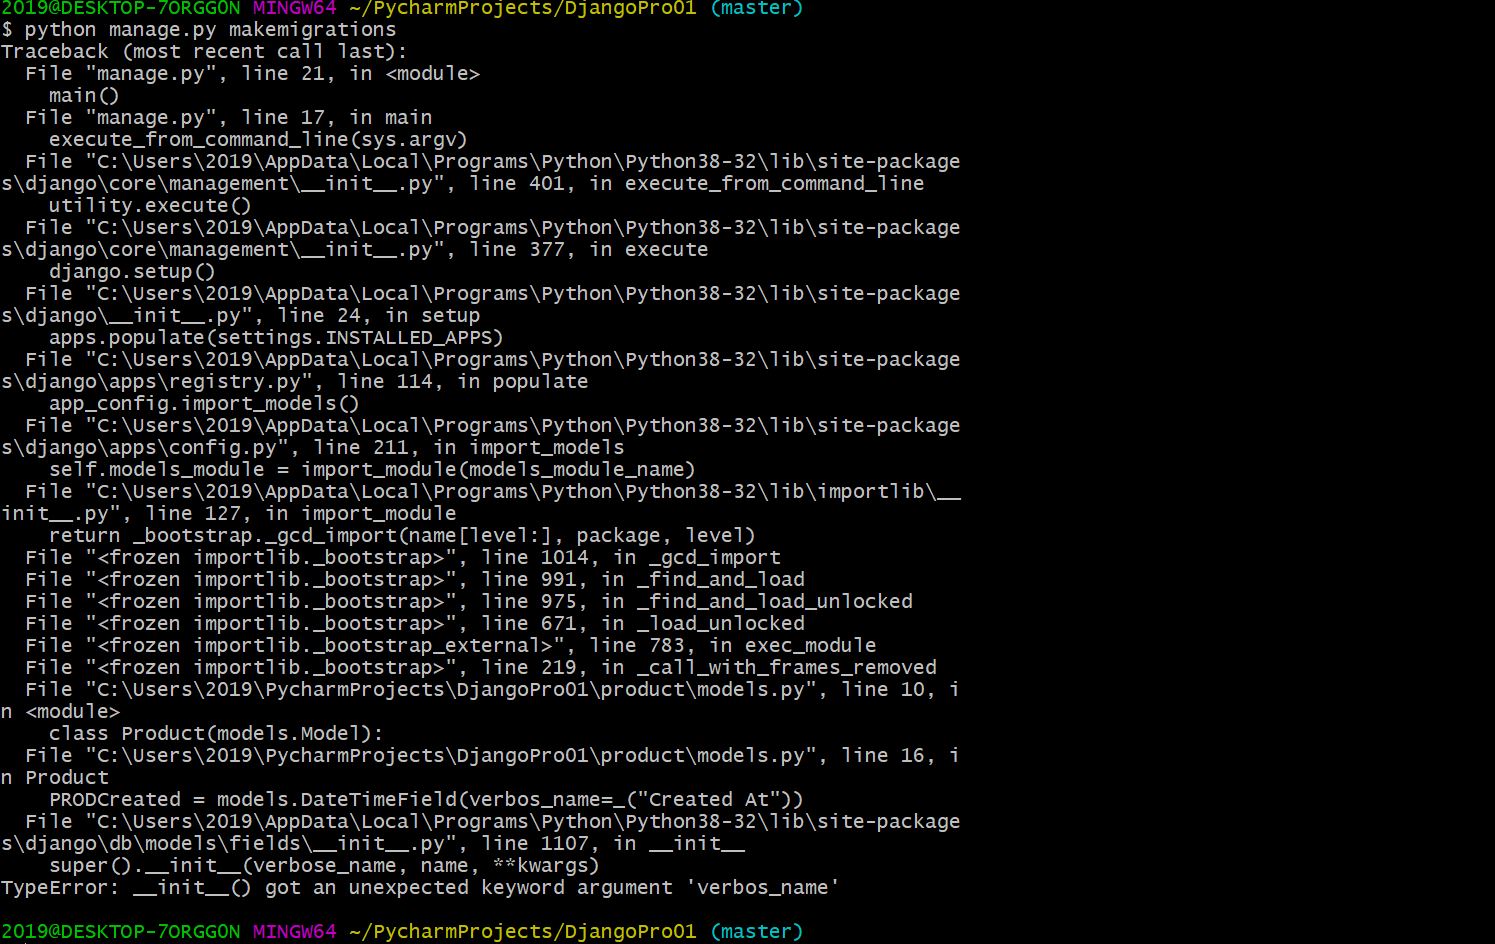 2019@DESKTOP-7ORGGON MINGW64 ~/PycharmProjects/DjangoPro01 (master)
$ python manage.py makemigrations
Traceback (most recent call last):
  File "manage.py", line 21, in <module>
    main()
  File "manage.py", line 17, in main
    execute_from_command_line(sys.argv)
  File "C:\Users\2019\AppData\Local\Programs\Python\Python38-32\lib\site-package
s\django\core\management\__init__.py", line 401, in execute_from_command_line
    utility.execute()
  File "C:\Users\2019\AppData\Local\Programs\Python\Python38-32\lib\site-package
s\django\core\management\__init__.py", line 377, in execute
    django.setup()
  File "C:\Users\2019\AppData\Local\Programs\Python\Python38-32\lib\site-package
s\django\__init__.py", line 24, in setup
    apps.populate(settings.INSTALLED_APPS)
  File "C:\Users\2019\AppData\Local\Programs\Python\Python38-32\lib\site-package
s\django\apps\registry.py", line 114, in populate
    app_config.import_models()
  File "C:\Users\2019\AppData\Local\Programs\Python\Python38-32\lib\site-package
s\django\apps\config.py", line 211, in import_models
    self.models_module = import_module(models_module_name)
  File "C:\Users\2019\AppData\Local\Programs\Python\Python38-32\lib\importlib\__
init__.py", line 127, in import_module
    return _bootstrap._gcd_import(name[level:], package, level)
  File "<frozen importlib._bootstrap>", line 1014, in _gcd_import
  File "<frozen importlib._bootstrap>", line 991, in _find_and_load
  File "<frozen importlib._bootstrap>", line 975, in _find_and_load_unlocked
  File "<frozen importlib._bootstrap>", line 671, in _load_unlocked
  File "<frozen importlib._bootstrap_external>", line 783, in exec_module
  File "<frozen importlib._bootstrap>", line 219, in _call_with_frames_removed
  File "C:\Users\2019\PycharmProjects\DjangoPro01\product\models.py", line 10, i
n <module>
    class Product(models.Model):
  File "C:\Users\2019\PycharmProjects\DjangoPro01\product\models.py", line 16, i
n Product
    PRODCreated = models.DateTimeField(verbos_name=_("Created At"))
  File "C:\Users\2019\AppData\Local\Programs\Python\Python38-32\lib\site-package
s\django\db\models\fields\__init__.py", line 1107, in __init__
    super().__init__(verbose_name, name, **kwargs)
TypeError: __init__() got an unexpected keyword argument 'verbos_name'

2019@DESKTOP-7ORGGON MINGW64 ~/PycharmProjects/DjangoPro01 (master)